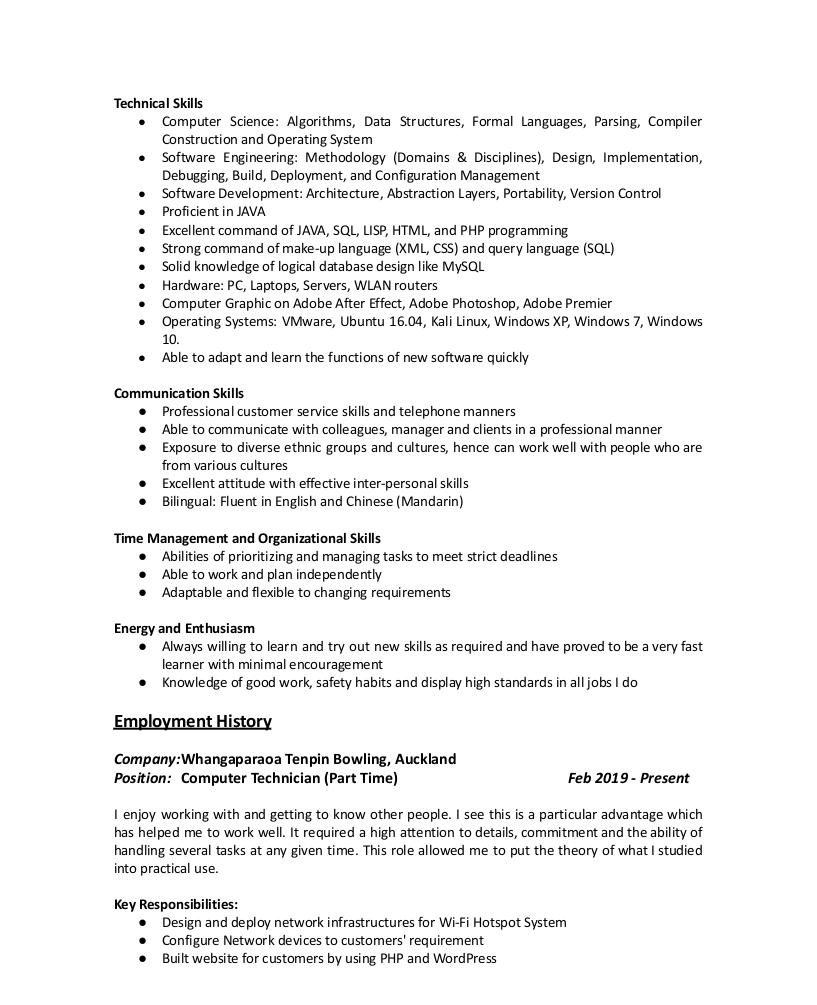 Technical Skills
● Computer Science: Algorithms, Data Structures, Formal Languages, Parsing, Compiler
Construction and Operating System
● Software Engineering: Methodology (Domains & Disciplines), Design, Implementation,
Debugging, Build, Deployment, and Configuration Management
● Software Development: Architecture, Abstraction Layers, Portability, Version Control
● Proficient in JAVA
● Excellent command of JAVA, SQL, LISP, HTML, and PHP programming
● Strong command of make-up language (XML, CSS) and query language (SQL)
● Solid knowledge of logical database design like MySQL
● Hardware: PC, Laptops, Servers, WLAN routers
● Computer Graphic on Adobe After Effect, Adobe Photoshop, Adobe Premier
● Operating Systems: VMware, Ubuntu 16.04, Kali Linux, Windows XP, Windows 7, Windows
10.
● Able to adapt and learn the functions of new software quickly
Communication Skills
● Professional customer service skills and telephone manners
● Able to communicate with colleagues, manager and clients in a professional manner
● Exposure to diverse ethnic groups and cultures, hence can work well with people who are
from various cultures
● Excellent attitude with effective inter-personal skills
● Bilingual: Fluent in English and Chinese (Mandarin)
Time Management and Organizational Skills
● Abilities of prioritizing and managing tasks to meet strict deadlines
● Able to work and plan independently
● Adaptable and flexible to changing requirements
Energy and Enthusiasm
● Always willing to learn and try out new skills as required and have proved to be a very fast
learner with minimal encouragement
● Knowledge of good work, safety habits and display high standards in all jobs I do
Employment History
Company:Whangaparaoa Tenpin Bowling, Auckland
Position: Computer Technician (Part Time) Feb 2019 - Present
I enjoy working with and getting to know other people. I see this is a particular advantage which
has helped me to work well. It required a high attention to details, commitment and the ability of
handling several tasks at any given time. This role allowed me to put the theory of what I studied
into practical use.
Key Responsibilities:
● Design and deploy network infrastructures for Wi-Fi Hotspot System
● Configure Network devices to customers' requirement
● Built website for customers by using PHP and WordPress